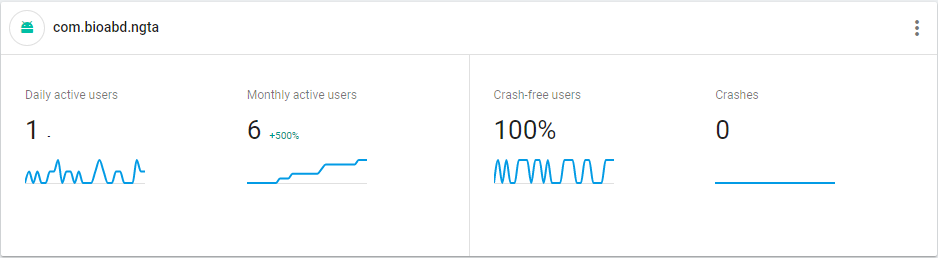 com.bioabd.ngta
Daily active users
Monthly active users
Crash-free users
Crashes
1 -
6 +500%
100%
0